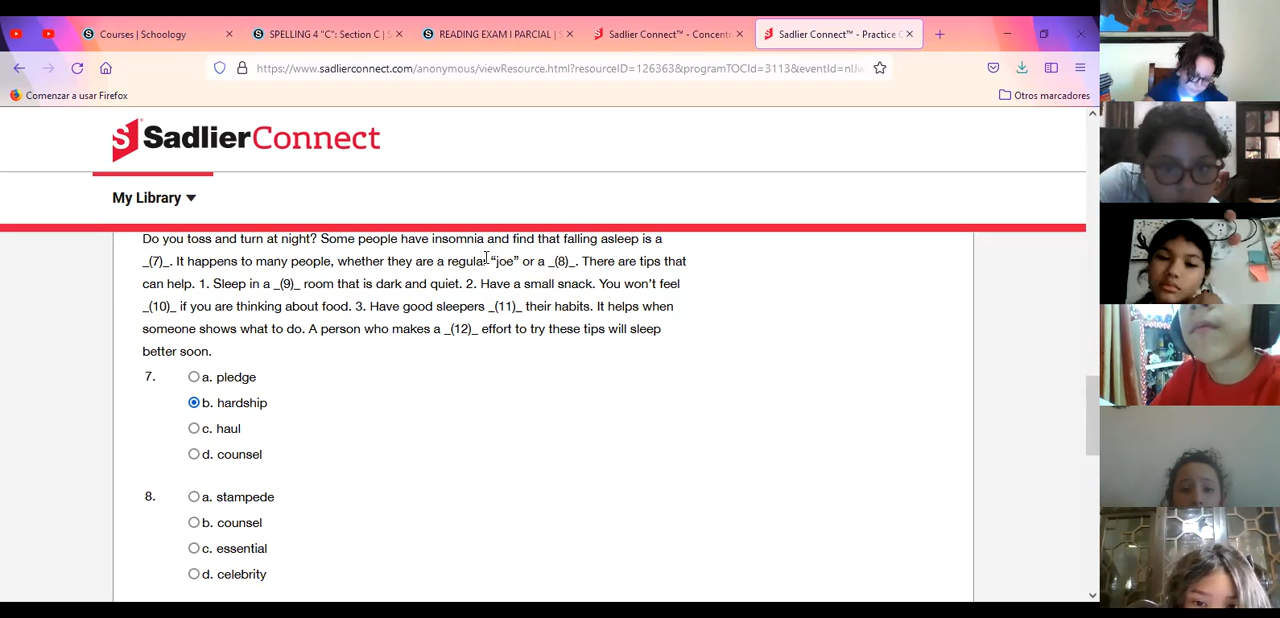 Courses | Schoology
SPELLING 4 "C": Section C | S
READING EXAM I PARCIAL | S
Sadlier Connect™ - Concent
Sadlier Connect™ - Practice C
https://www.sadlierconnect.com/anonymous/viewResource.html?resourceID=126363&programTOCId=3113&eventId=
Comenzar a usar Firefox
Otros marcadores
SadlierConnect
My Library
Do you toss and turn at night? Some people have insomnia and find that falling asleep is a
_(7)_. It happens to many people, whether they are a regular “joe” or a _(8)_. There are tips that
can help. 1. Sleep in a _(9)_ room that is dark and quiet. 2. Have a small snack. You won’t feel
_(10)_ if you are thinking about food. 3. Have good sleepers _(11)_ their habits. It helps when
someone shows what to do. A person who makes a _(12)_ effort to try these tips will sleep
better soon.
7.
a. pledge
b. hardship
c. haul
d. counsel
8.
a. stampede
b. counsel
c. essential
d. celebrity